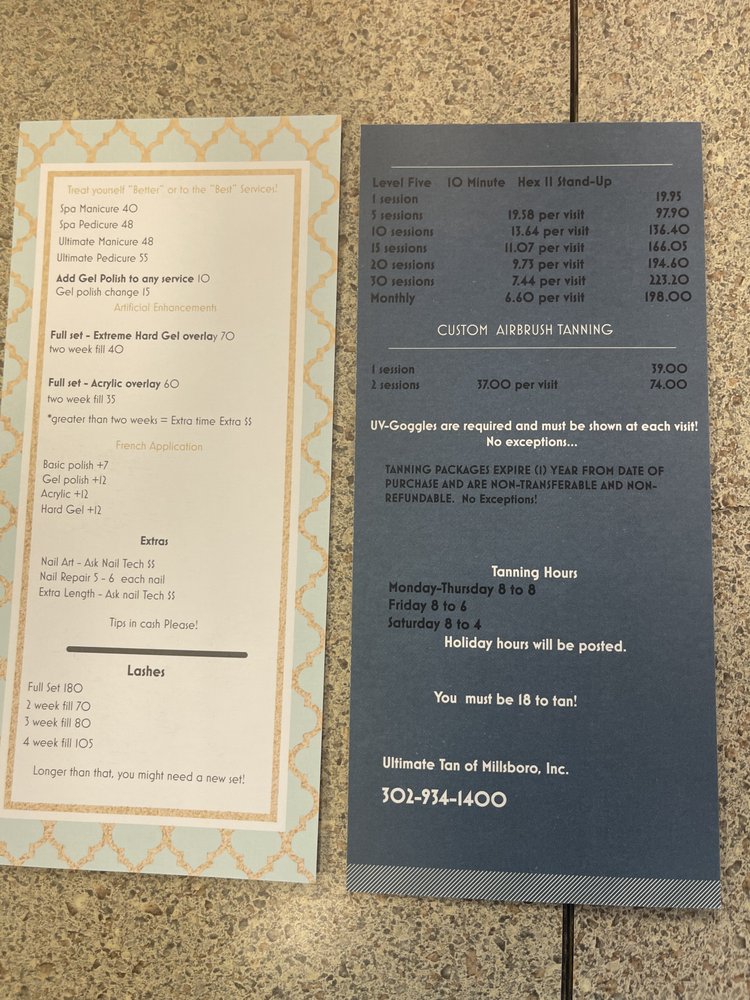 Treat yourself "Better" or to the "Best" Services!
Spa Manicure 40
Spa Pedicure 48
Ultimate Manicure 48
Ultimate Pedicure 55
Add Gel Polish to any service 10
Gel polish change 15
Artificial Enhancements
Full set - Extreme Hard Gel overlay 70
two week fill 40
Full set - Acrylic overlay 60
two week fill 35
*greater than two weeks = Extra time Extra $$
French Application
Basic polish +7
Gel polish +12
Acrylic +12
Hard Gel +12
Extras
Nail Art - Ask Nail Tech $$
Nail Repair 5 - 6 each nail
Extra Length - Ask nail Tech $$
Tips in cash Please!
Lashes
Full Set 180
2 week fill 70
3 week fill 80
4 week fill 105
Longer than that, you might need a new set!
Level Five 10 Minute Hex 11 Stand-Up
1 session 19.95
5 sessions 19.58 per visit 97.90
10 sessions 13.64 per visit 136.40
15 sessions 11.07 per visit 166.05
20 sessions 9.73 per visit 194.60
30 sessions 7.44 per visit 223.20
Monthly 6.60 per visit 198.00
CUSTOM AIRBRUSH TANNING
1 session 39.00
2 sessions 37.00 per visit 74.00
UV-Goggles are required and must be shown at each visit!
No exceptions...
TANNING PACKAGES EXPIRE (1) YEAR FROM DATE OF
PURCHASE AND ARE NON-TRANSFERABLE AND NON-
REFUNDABLE. No Exceptions!
Tanning Hours
Monday-Thursday 8 to 8
Friday 8 to 6
Saturday 8 to 4
Holiday hours will be posted.
You must be 18 to tan!
Ultimate Tan of Millsboro, Inc.
302-934-1400